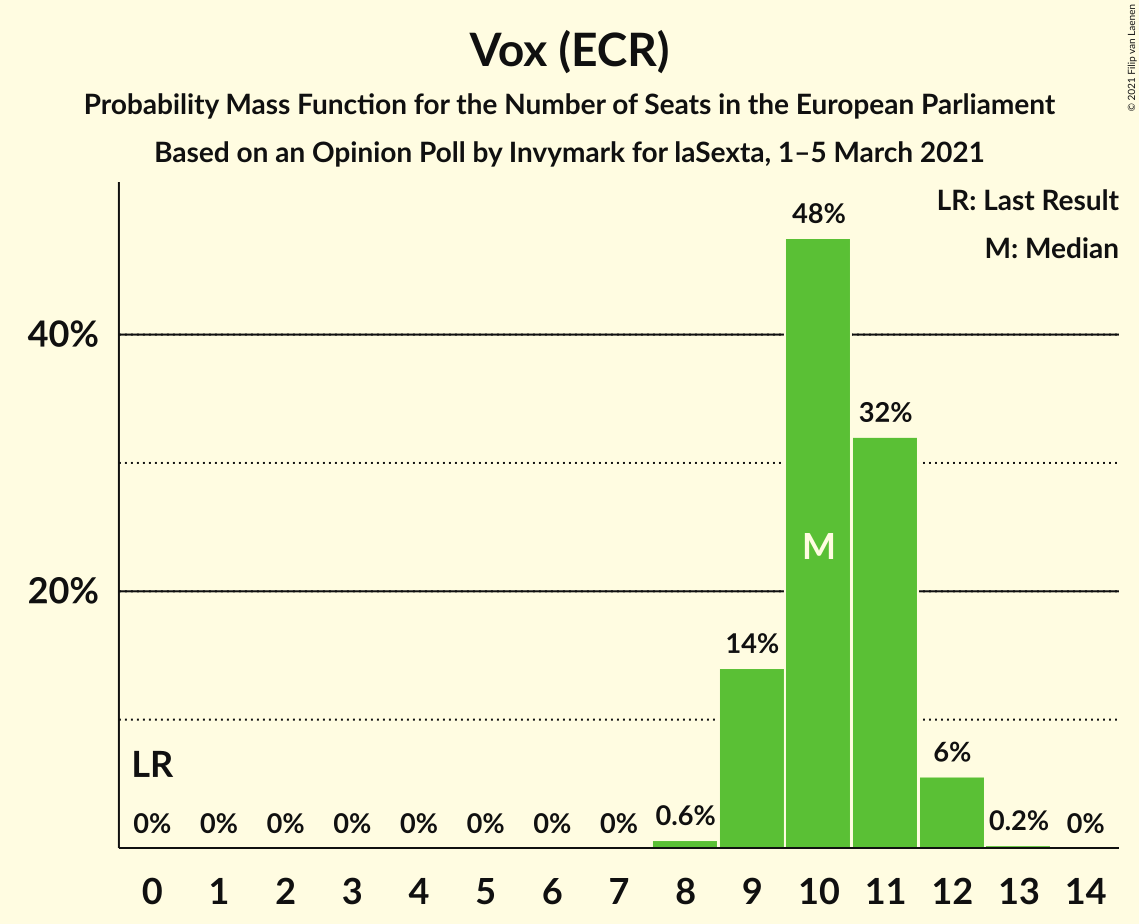 Vox (ECR)
Probability Mass Function for the Number of Seats in the European Parliament
Based on an Opinion Poll by Invymark for laSexta, 1–5 March 2021
© 2021 Filip van Laenen
LR: Last Result
M: Median
48%
40%
32%
M
20%
14%
LR
6%
0% 0% 0% 0% 0% 0% 0% 0% 0.6% 0.2% 0%
0 1 2 3 4 5 6 7 8 9 10 11 12 13 14